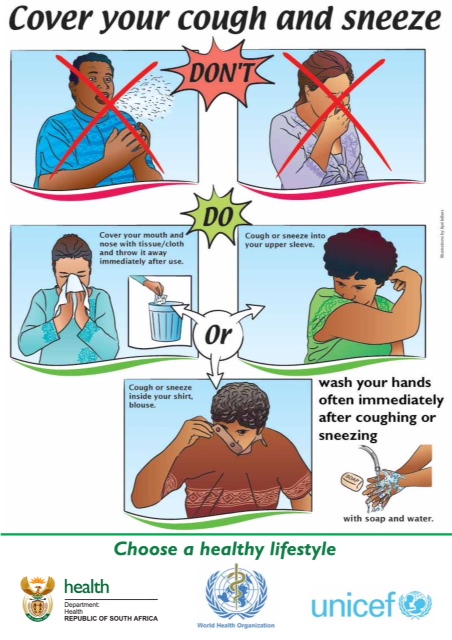 Cover your cough and sneeze
DON'T
DO
Cover your mouth and
nose with tissue/cloth
and throw it away
immediately after use.
Cough or sneeze into
your upper sleeve.
Or
Cough or sneeze
inside your shirt,
blouse.
wash your hands
often immediately
after coughing or
sneezing
SOAP
with soap and water.
Choose a healthy lifestyle
health
Department:
Health
REPUBLIC OF SOUTH AFRICA
World Health Organization
unicef